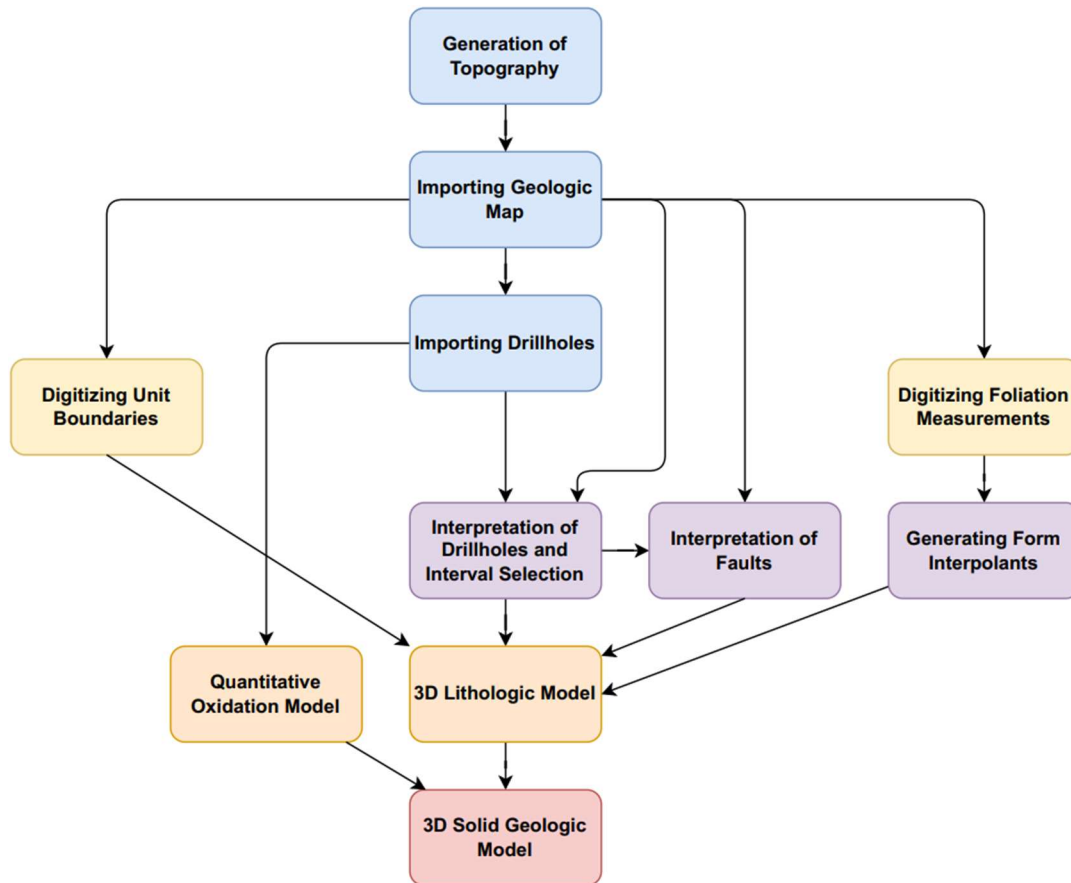 Generation of
Topography
Importing Geologic
Map
Importing Drillholes
Digitizing Unit
Boundaries
Digitizing Foliation
Measurements
Interpretation of
Drillholes and
Interval Selection
Interpretation of
Faults
Generating Form
Interpolants
Quantitative
Oxidation Model
3D Lithologic Model
3D Solid Geologic
Model